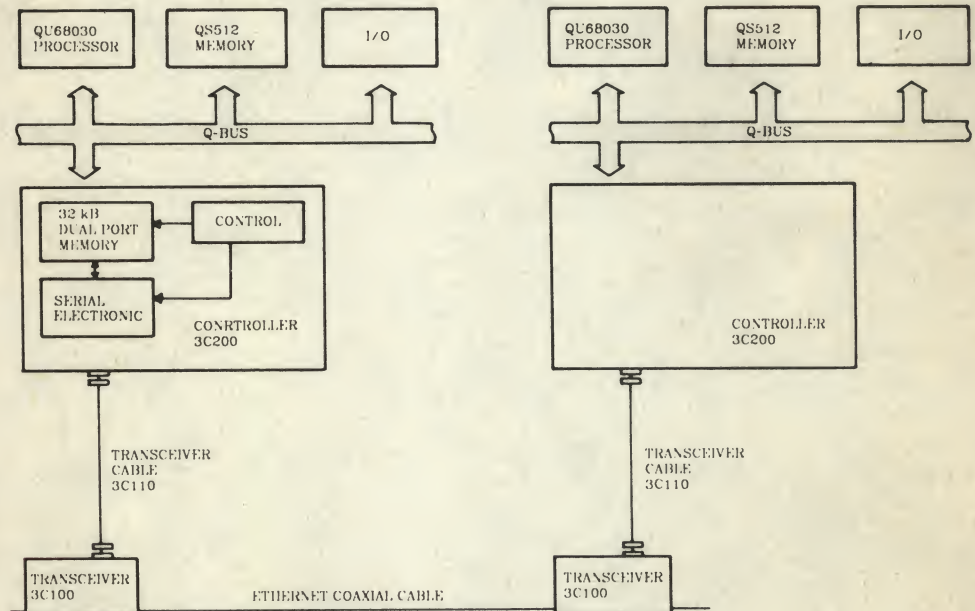 QU68030
PROCESSOR
QS512
MEMORY
I/O
QU68030
PROCESSOR
QS512
MEMORY
I/O
Q-BUS
Q-BUS
32 kB
DUAL PORT
MEMORY
CONTROL
SERIAL
ELECTRONIC
CONRTROLLER
3C200
CONTROLLER
3C200
TRANSCEIVER
CABLE
3C110
TRANSCEIVER
CABLE
3C110
TRANSCEIVER
3C100
ETHERNET COAXIAL CABLE
TRANSCEIVER
3C100